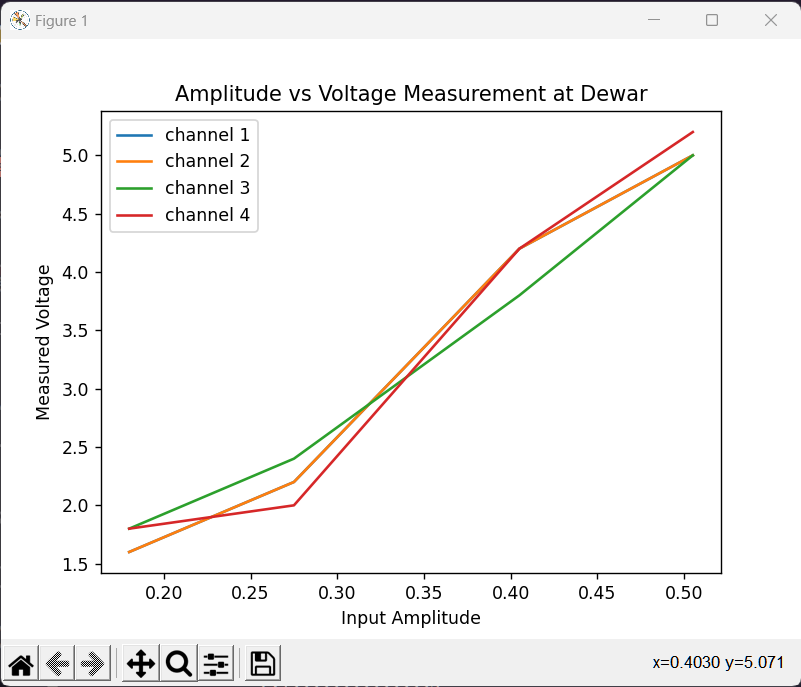 Figure 1
Amplitude vs Voltage Measurement at Dewar
channel 1
channel 2
channel 3
channel 4
Measured Voltage
5.0
4.5
4.0
3.5
3.0
2.5
2.0
1.5
0.20 0.25 0.30 0.35 0.40 0.45 0.50
Input Amplitude
x=0.4030 y=5.071